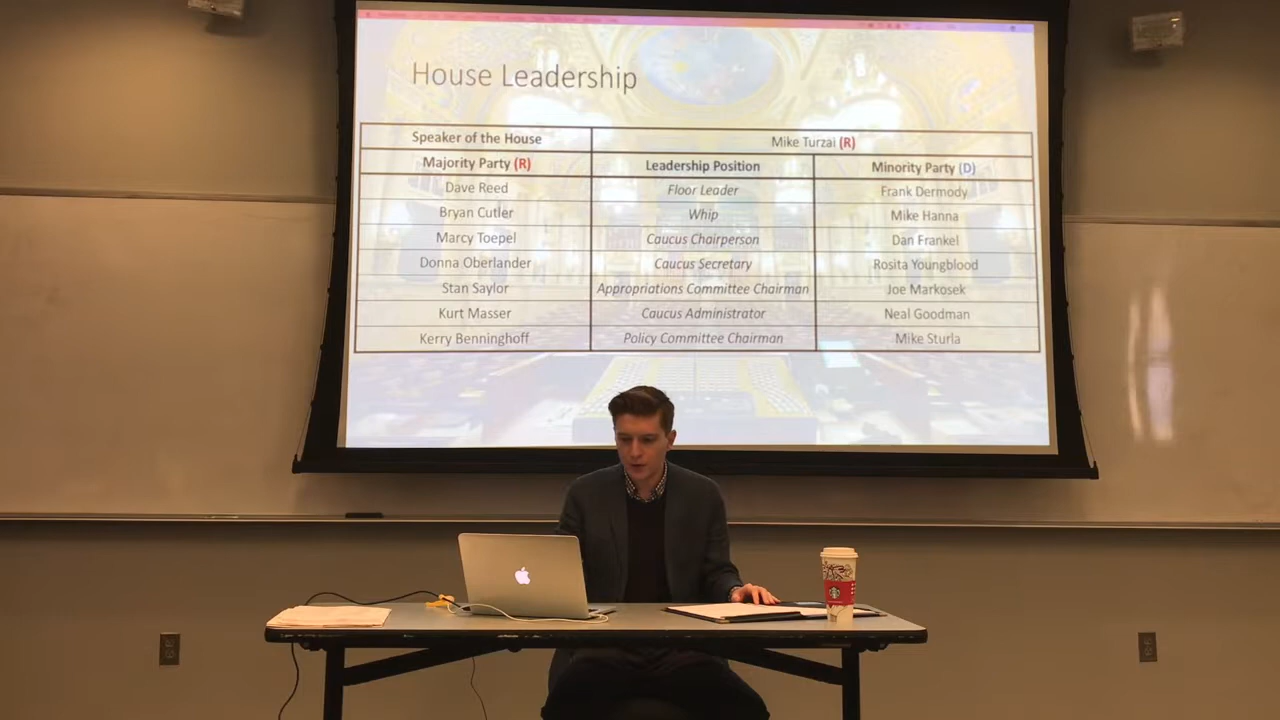 House Leadership
Speaker of the House Mike Turzai (R)
Majority Party (R) Leadership Position Minority Party (D)
Dave Reed Floor Leader Frank Dermody
Bryan Cutler Whip Mike Hanna
Marcy Toepel Caucus Chairperson Dan Frankel
Donna Oberlander Caucus Secretary Rosita Youngblood
Stan Saylor Appropriations Committee Chairman Joe Markosek
Kurt Masser Caucus Administrator Neal Goodman
Kerry Benninghoff Policy Committee Chairman Mike Sturla